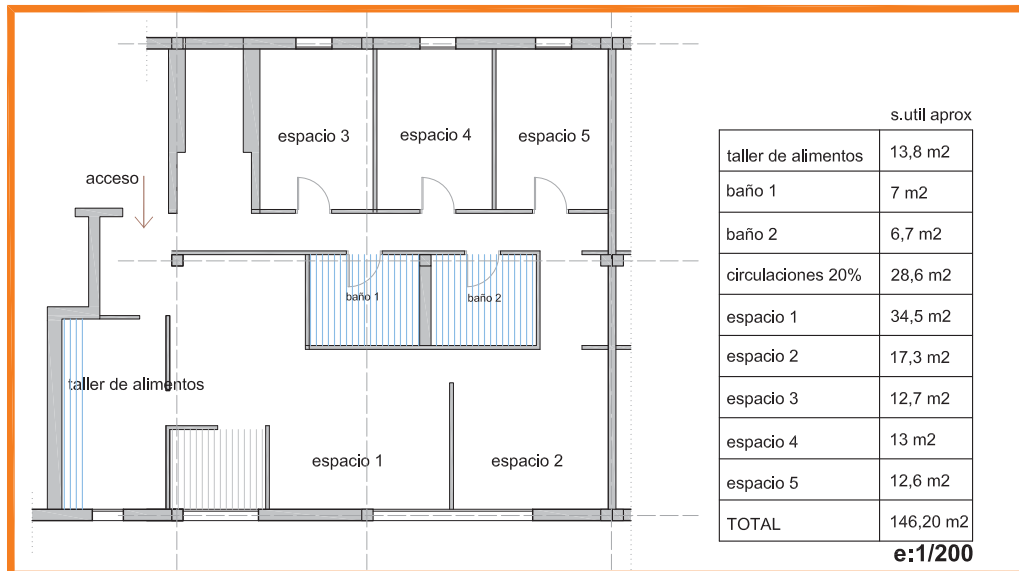 espacio 3
espacio 4
espacio 5
acceso
baño 1
baño 2
taller de alimentos
espacio 1
espacio 2
s.util aprox
taller de alimentos 13,8 m2
baño 1 7 m2
baño 2 6,7 m2
circulaciones 20% 28,6 m2
espacio 1 34,5 m2
espacio 2 17,3 m2
espacio 3 12,7 m2
espacio 4 13 m2
espacio 5 12,6 m2
TOTAL 146,20 m2
e:1/200